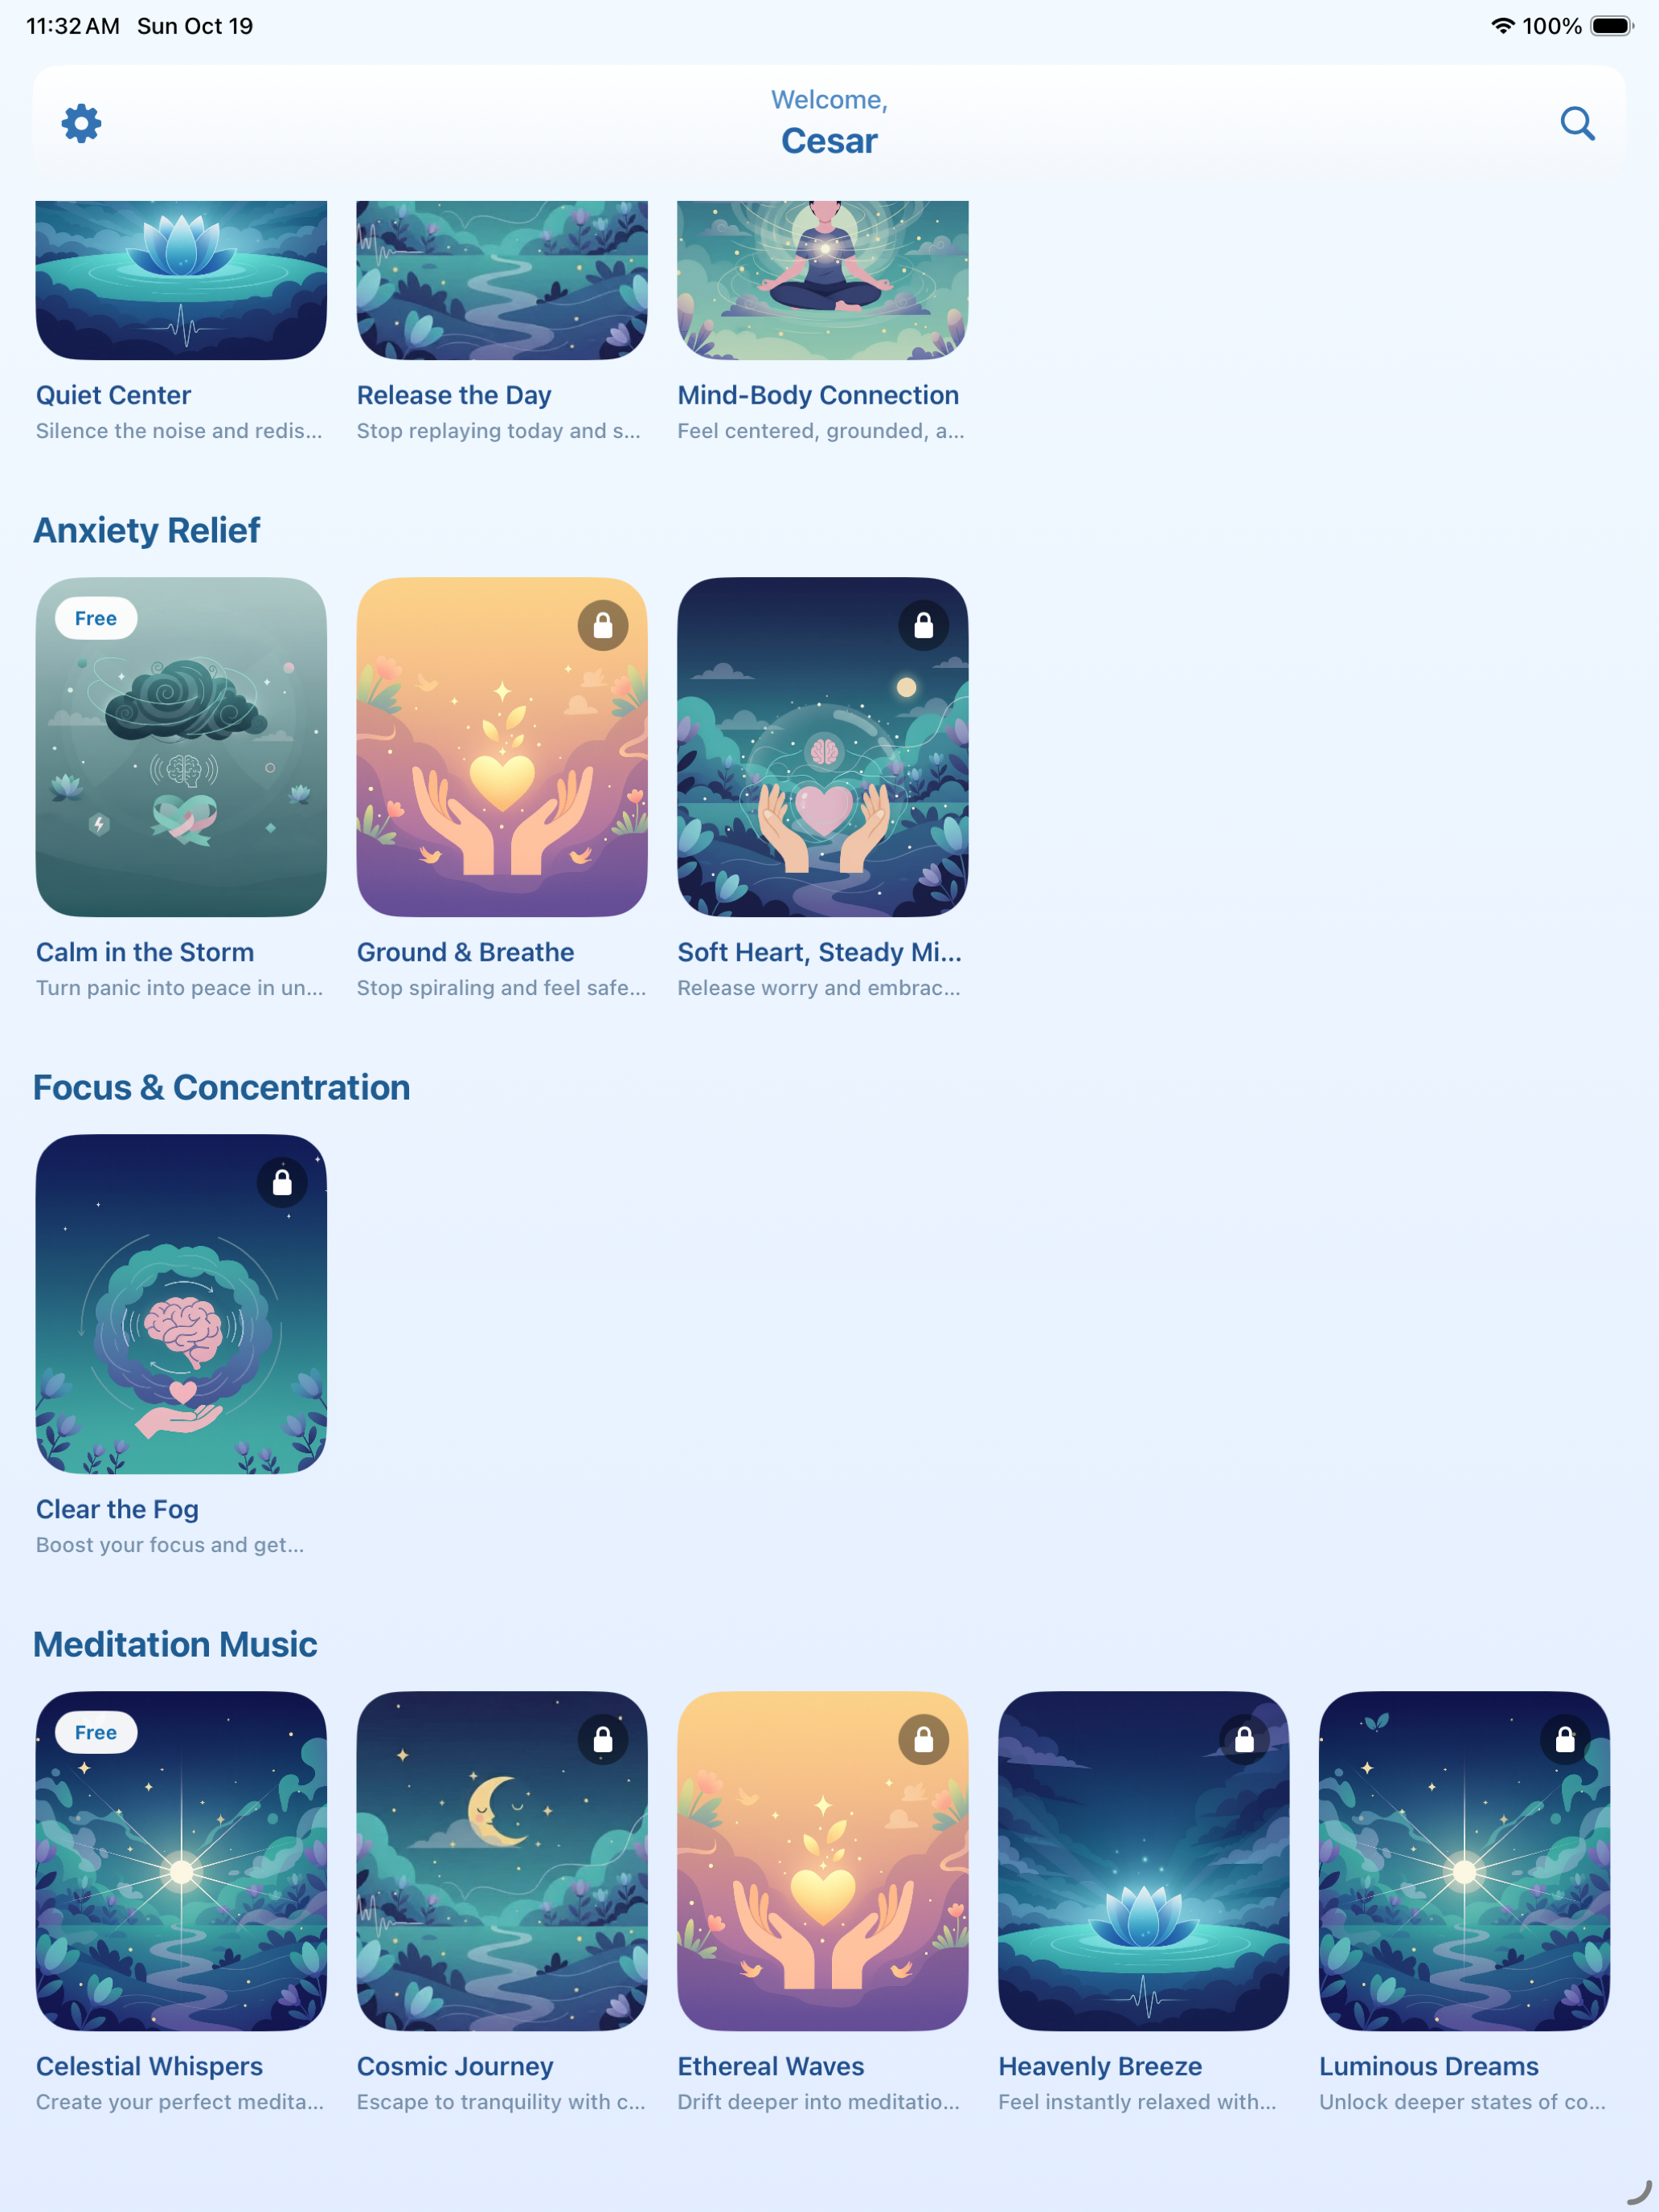 11:32 AM Sun Oct 19
100%
Welcome,
Cesar
Quiet Center
Release the Day
Mind-Body Connection
Silence the noise and redis...
Stop replaying today and s...
Feel centered, grounded, a...
Anxiety Relief
Free
Calm in the Storm
Ground & Breathe
Soft Heart, Steady Mi...
Turn panic into peace in un...
Stop spiraling and feel safe...
Release worry and embrac...
Focus & Concentration
Clear the Fog
Boost your focus and get...
Meditation Music
Free
Celestial Whispers
Cosmic Journey
Ethereal Waves
Heavenly Breeze
Luminous Dreams
Create your perfect medita...
Escape to tranquility with c...
Drift deeper into meditatio...
Feel instantly relaxed with...
Unlock deeper states of co...